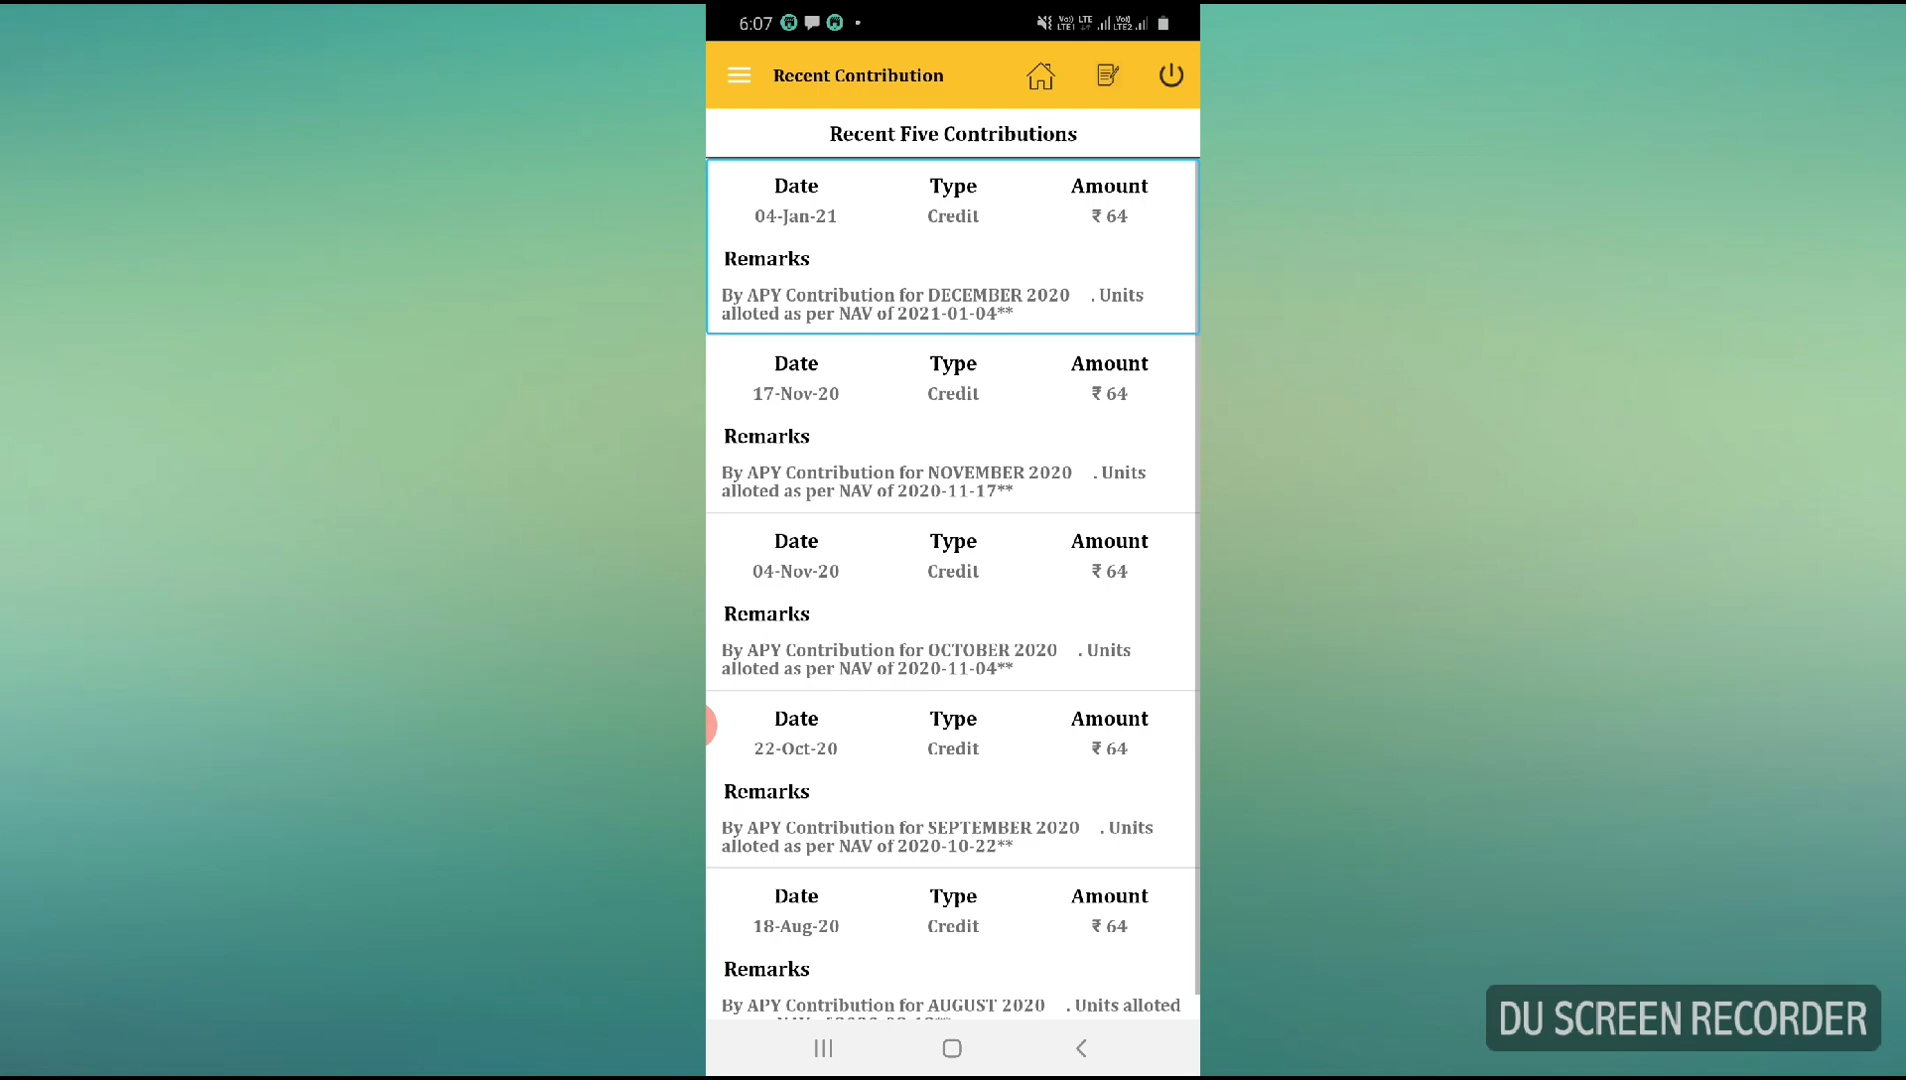 6:07
Vo)) LTE Vo))
LTE1 LTE2
Recent Contribution
Recent Five Contributions
Date Type Amount
04-Jan-21 Credit ₹ 64
Remarks
By APY Contribution for DECEMBER 2020 . Units
alloted as per NAV of 2021-01-04**
Date Type Amount
17-Nov-20 Credit ₹ 64
Remarks
By APY Contribution for NOVEMBER 2020 . Units
alloted as per NAV of 2020-11-17**
Date Type Amount
04-Nov-20 Credit ₹ 64
Remarks
By APY Contribution for OCTOBER 2020 . Units
alloted as per NAV of 2020-11-04**
Date Type Amount
22-Oct-20 Credit ₹ 64
Remarks
By APY Contribution for SEPTEMBER 2020 . Units
alloted as per NAV of 2020-10-22**
Date Type Amount
18-Aug-20 Credit ₹ 64
Remarks
By APY Contribution for AUGUST 2020 . Units alloted
DU SCREEN RECORDER